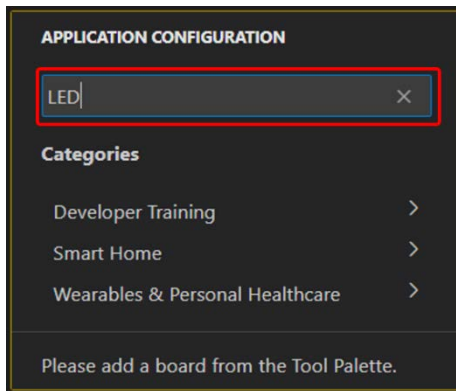 APPLICATION CONFIGURATION
LED
Categories
Developer Training
Smart Home
Wearables & Personal Healthcare
Please add a board from the Tool Palette.